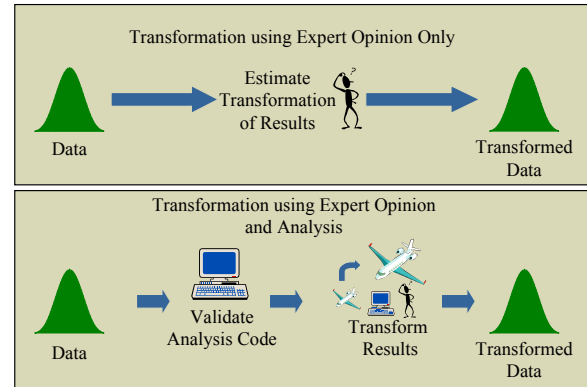 Transformation using Expert Opinion Only
Estimate
Transformation
of Results
?
Data
Transformed
Data
Transformation using Expert Opinion
and Analysis
?
Validate
Analysis Code
Transform
Results
Data
Transformed
Data